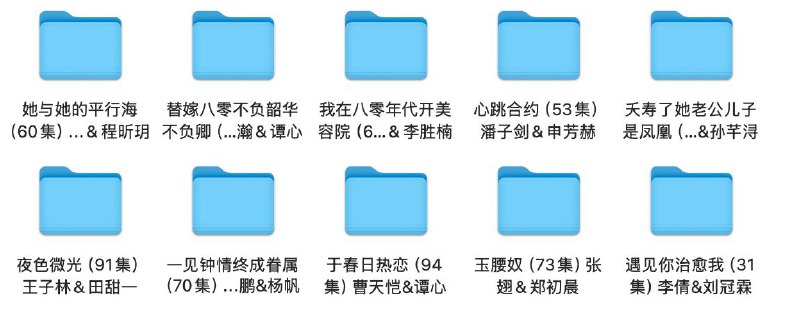 她与她的平行海
(60集) ...&程昕玥
替嫁八零不负韶华
不负卿 (...瀚&谭心
我在八零年代开美
容院 (6...&李胜楠
心跳合约 (53集)
潘子剑&申芳赫
夭寿了她老公儿子
是凤凰 (...&孙芊浔
夜色微光 (91集)
王子林&田甜一
一见钟情终成眷属
(70集) ...鹏&杨帆
于春日热恋 (94
集) 曹天恺&谭心
玉腰奴 (73集) 张
翅&郑初晨
遇见你治愈我 (31
集) 李倩&刘冠霖